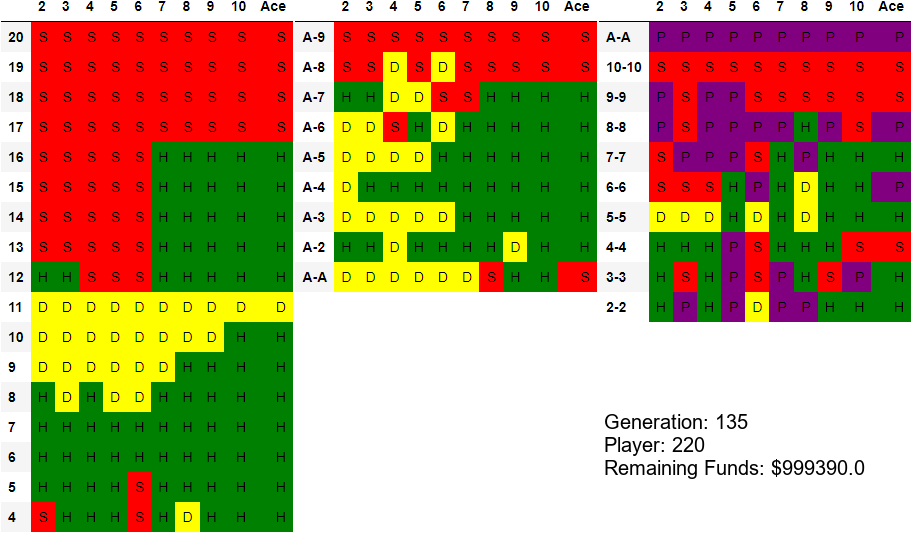 2 3 4 5 6 7 8 9 10 Ace
20 S S S S S S S S S S
19 S S S S S S S S S S
18 S S S S S S S S S S
17 S S S S S S S S S S
16 S S S S S H H H H H
15 S S S S S H H H H H
14 S S S S S H H H H H
13 S S S S S H H H H H
12 H H S S S H H H H H
11 D D D D D D D D D D
10 D D D D D D D D H H
9 D D D D D D H H H H
8 H D H D D H H H H H
7 H H H H H H H H H H
6 H H H H H H H H H H
5 H H H H S H H H H H
4 S H H H S H D H H H
2 3 4 5 6 7 8 9 10 Ace
A-9 S S S S S S S S S S
A-8 S S D S D S S S S S
A-7 H H D D S S H H H H
A-6 D D S H D H H H H H
A-5 D D D D H H H H H H
A-4 D H H H H H H H H H
A-3 D D D D D H H H H H
A-2 H H D H H H H D H H
A-A D D D D D D S H H S
2 3 4 5 6 7 8 9 10 Ace
A-A P P P P P P P P P P
10-10 S S S S S S S S S S
9-9 P S P P S S S S S S
8-8 P S P P P P H P S P
7-7 S P P P S H P H H H
6-6 S S S H P H D H H P
5-5 D D D H D H D H H H
4-4 H H H P S H H H S S
3-3 H S H P S P H S P H
2-2 H P H P D P P H H H
Generation: 135
Player: 220
Remaining Funds: $999390.0